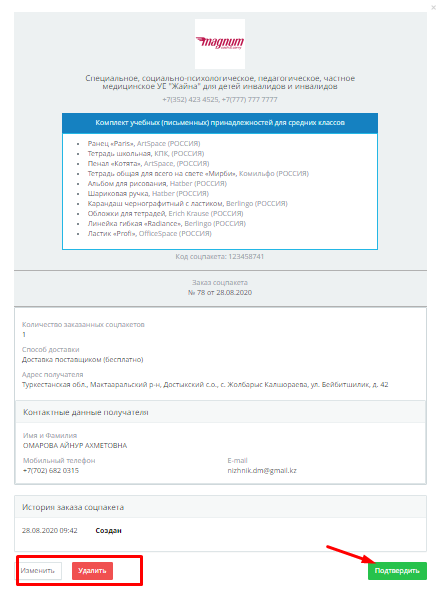 ×
magnum
Специальное, социально-психологическое, педагогическое, частное
медицинское УЕ "Жайна" для детей инвалидов и инвалидов
+7(352) 423 4525, +7(777) 777 7777
Комплект учебных (письменных) принадлежностей для средних классов
Ранец «Paris», ArtSpace (РОССИЯ)
Тетрадь школьная, КПК, (РОССИЯ)
Пенал «Котята», ArtSpace, (РОССИЯ)
Тетрадь общая для всего на свете «Мирби», Комильфо (РОССИЯ)
Альбом для рисования, Hatber (РОССИЯ)
Шариковая ручка, Hatber (РОССИЯ)
Карандаш чернографитный с ластиком, Berlingo (РОССИЯ)
Обложки для тетрадей, Erich Krause (РОССИЯ)
Линейка гибкая «Radiance», Berlingo (РОССИЯ)
Ластик «Profi», OfficeSpace (РОССИЯ)
Код соцпакета: 123458741
Заказ соцпакета
№ 78 от 28.08.2020
Количество заказанных соцпакетов
1
Способ доставки
Доставка поставщиком (бесплатно)
Адрес получателя
Туркестанская обл., Мактааральский р-н, Достыкский с.о., с. Жолбарыс Калшораева, ул. Бейбитшилик, д. 42
Контактные данные получателя
Имя и Фамилия
ОМАРОВА АЙНУР АХМЕТОВНА
Мобильный телефон E-mail
+7(702) 682 0315 nizhnik.dm@gmail.kz
История заказа соцпакета
28.08.2020 09:42 Создан
Изменить Удалить Подтвердить